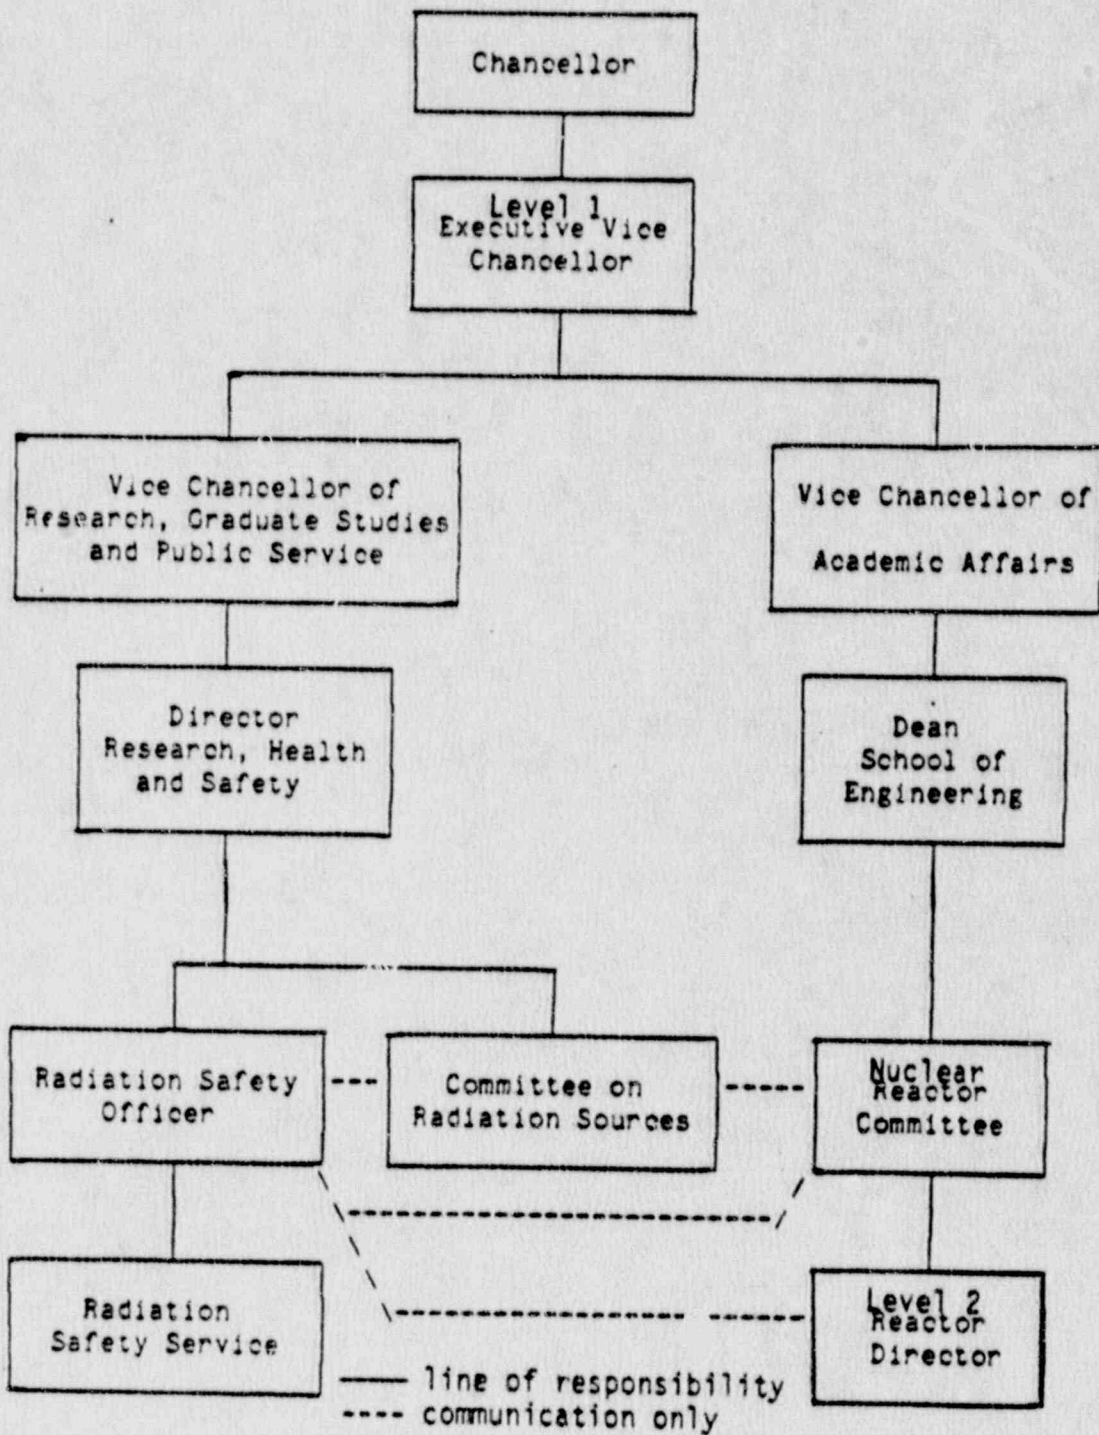 Chancellor
Level 1
Executive Vice
Chancellor
Vice Chancellor of
Research, Graduate Studies
and Public Service
Vice Chancellor of
Academic Affairs
Director
Research, Health
and Safety
Dean
School of
Engineering
Radiation Safety
Officer
Committee on
Radiation Sources
Nuclear
Reactor
Committee
Radiation
Safety Service
Level 2
Reactor
Director
line of responsibility
communication only